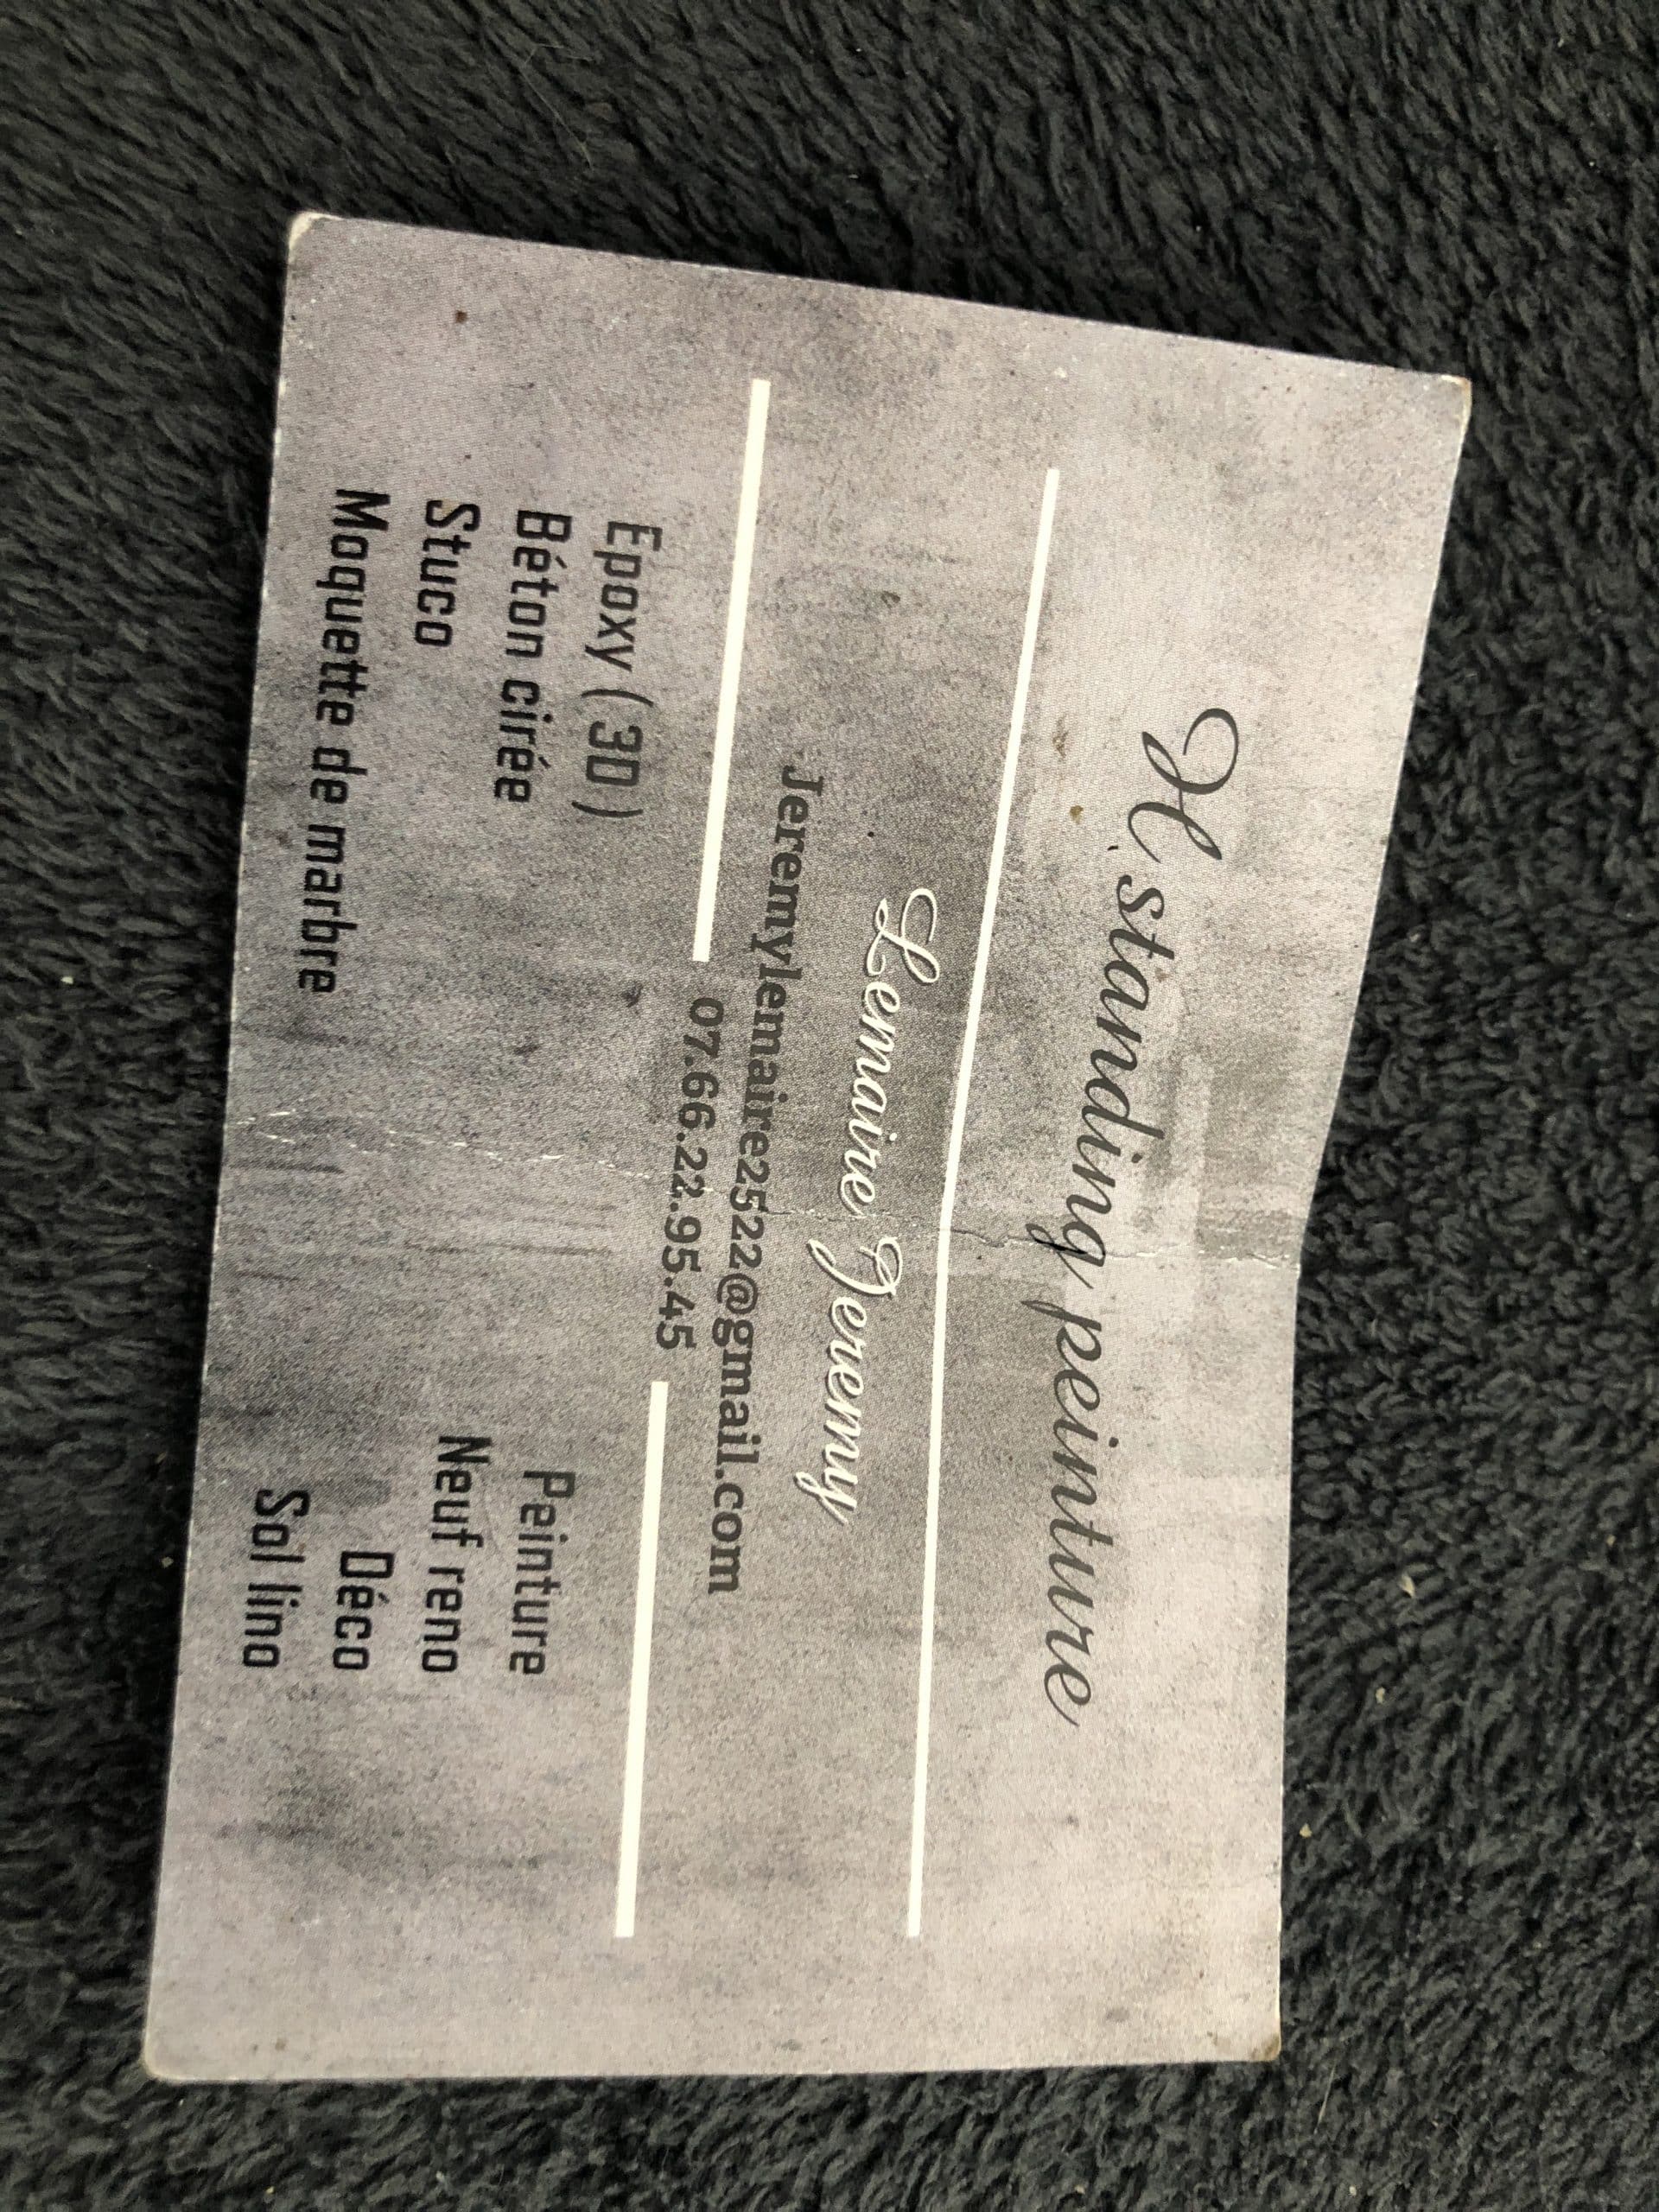 H.standing peinture
Lemaire Jeremy
Jeremylemaire2522@gmail.com
07.66.22.95.45
Epoxy ( 3D )
Béton cirée
Stuco
Moquette de marbre
Peinture
Neuf reno
Déco
Sol lino